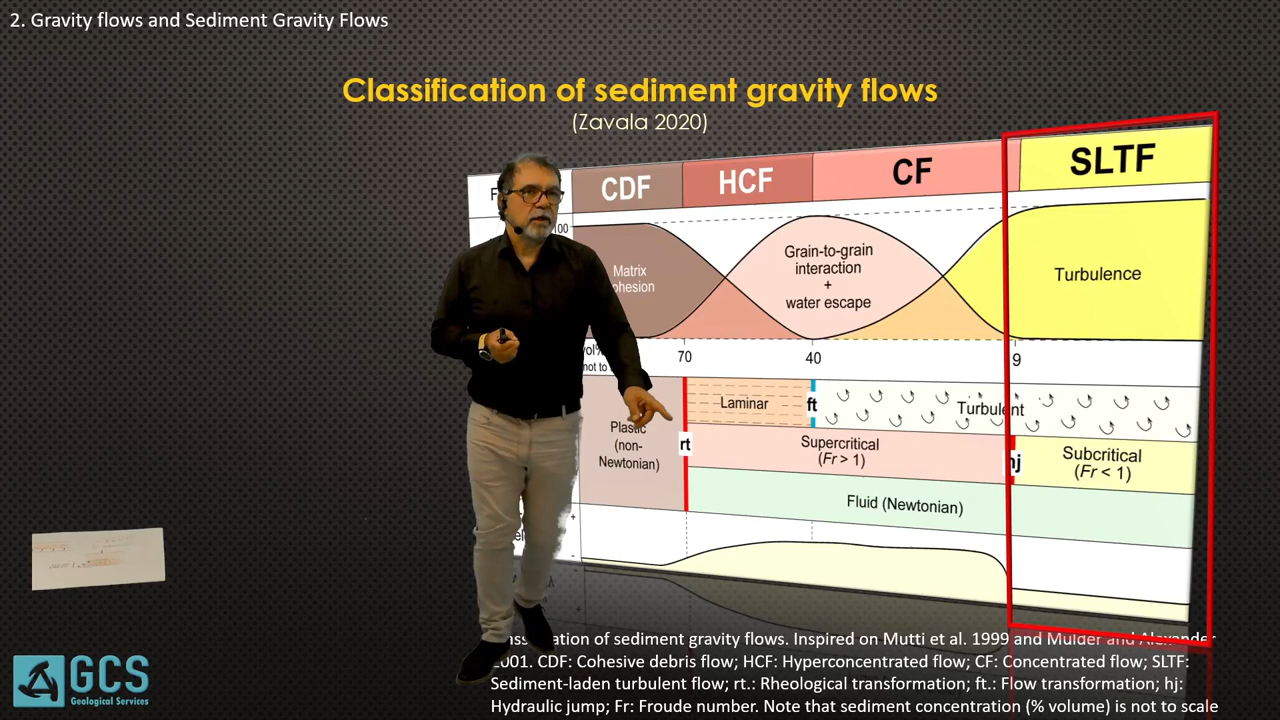 2. Gravity flows and Sediment Gravity Flows
Classification of sediment gravity flows
(Zavala 2020)
CDF
HCF
CF
SLTF
100
Matrix
Grain-to-grain
interaction
+
water escape
Turbulence
70
40
9
Laminar
ft
Turbulent
Plastic
(non-
Newtonian)
rt
Supercritical
(Fr > 1)
hj
Subcritical
(Fr < 1)
Fluid (Newtonian)
+
-
of sediment gravity flows. Inspired on Mutti et al. 1999 and Mulder and Alexander
2001. CDF: Cohesive debris flow; HCF: Hyperconcentrated flow; CF: Concentrated flow; SLTF:
Sediment-laden turbulent flow; rt.: Rheological transformation; ft.: Flow transformation; hj:
Hydraulic jump; Fr: Froude number. Note that sediment concentration (% volume) is not to scale
GCS
Geological Services